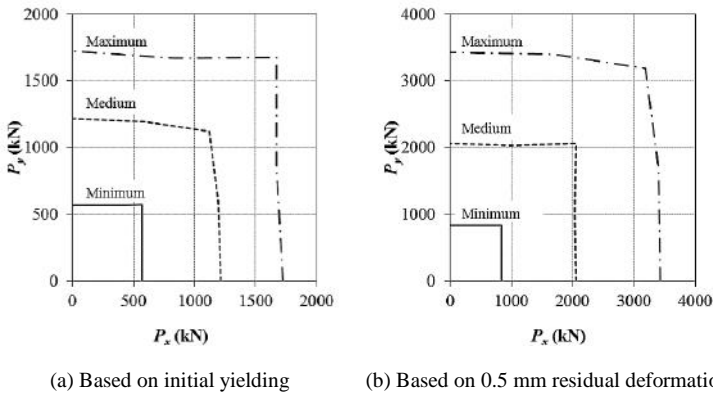 2000
Maximum
1500
Medium
1000
Minimum
500
0
P_y (kN)
0 500 1000 1500 2000
P_x (kN)
(a) Based on initial yielding
4000
Maximum
3000
Medium
2000
Minimum
1000
0
P_y (kN)
0 1000 2000 3000 4000
P_x (kN)
(b) Based on 0.5 mm residual deformatio